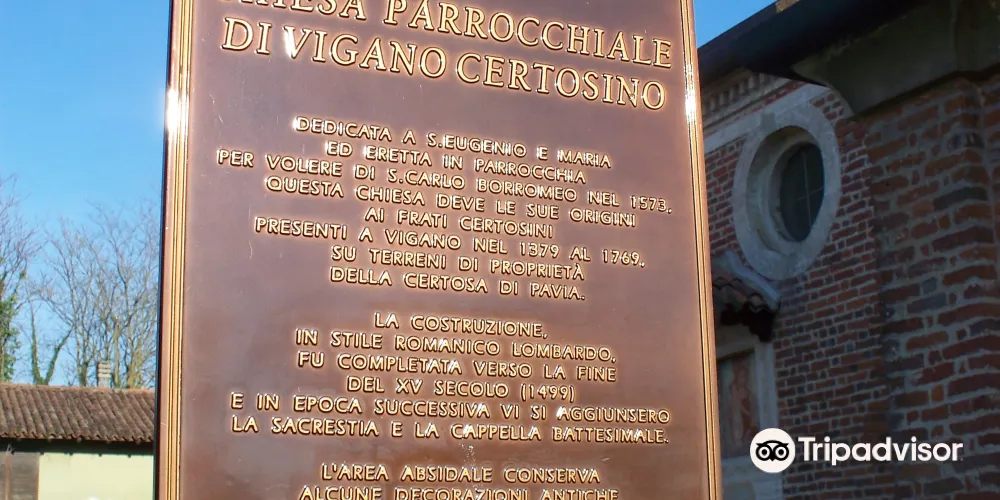 CHIESA PARROCCHIALE
DI VIGANO CERTOSINO
DEDICATA A S.EUGENIO E MARIA
ED ERETTA IN PARROCCHIA
PER VOLERE DI S.CARLO BORROMEO NEL 1573.
QUESTA CHIESA DEVE LE SUE ORIGINI
AI FRATI CERTOSINI
PRESENTI A VIGANO NEL 1379 AL 1769,
SU TERRENI DI PROPRIETÀ
DELLA CERTOSA DI PAVIA.
LA COSTRUZIONE,
IN STILE ROMANICO LOMBARDO,
FU COMPLETATA VERSO LA FINE
DEL XV SECOLO (1499)
E IN EPOCA SUCCESSIVA VI SI AGGIUNSERO
LA SACRESTIA E LA CAPPELLA BATTESIMALE.
L'AREA ABSIDALE CONSERVA
ALCUNE DECORAZIONI ANTICHE
Tripadvisor